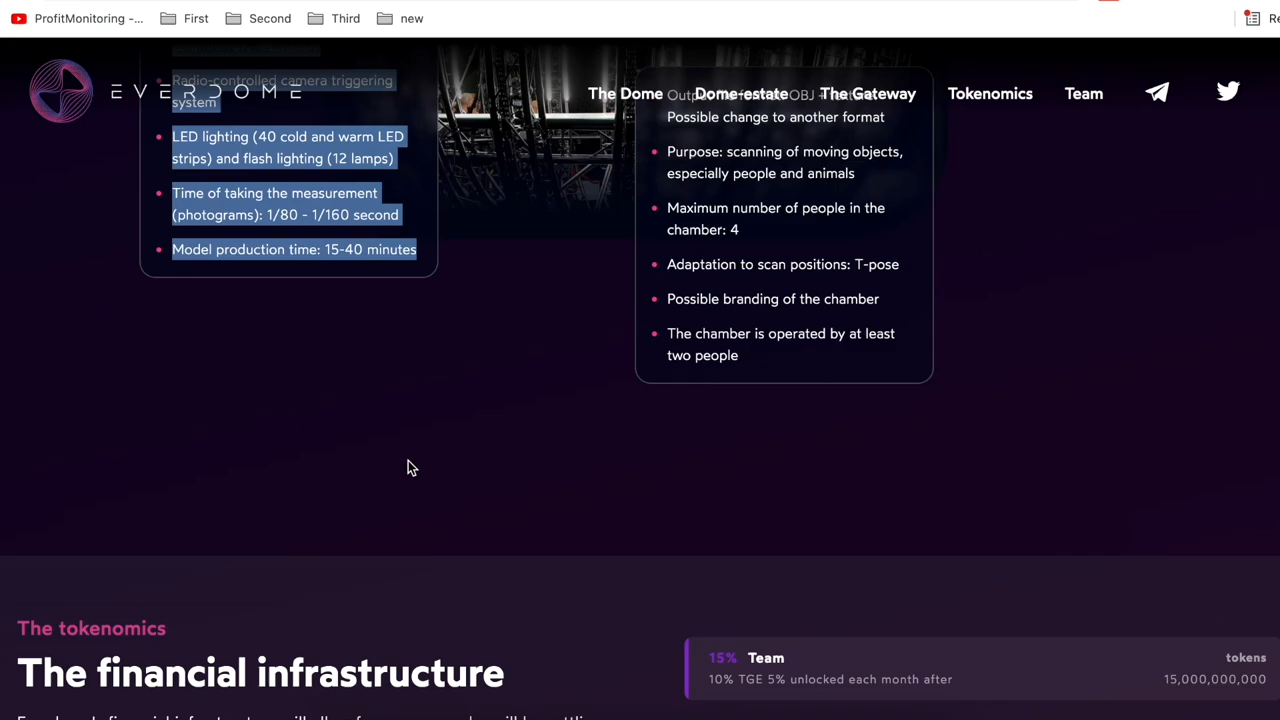 ProfitMonitoring -...
First
Second
Third
new
EVERDOME
The Dome
Dome-estate
The Gateway
Tokenomics
Team
Radio-controlled camera triggering
system
LED lighting (40 cold and warm LED
strips) and flash lighting (12 lamps)
Time of taking the measurement
(photograms): 1/80 - 1/160 second
Model production time: 15-40 minutes
OBJ +
Possible change to another format
Purpose: scanning of moving objects,
especially people and animals
Maximum number of people in the
chamber: 4
Adaptation to scan positions: T-pose
Possible branding of the chamber
The chamber is operated by at least
two people
The tokenomics
The financial infrastructure
15% Team
tokens
10% TGE 5% unlocked each month after
15,000,000,000